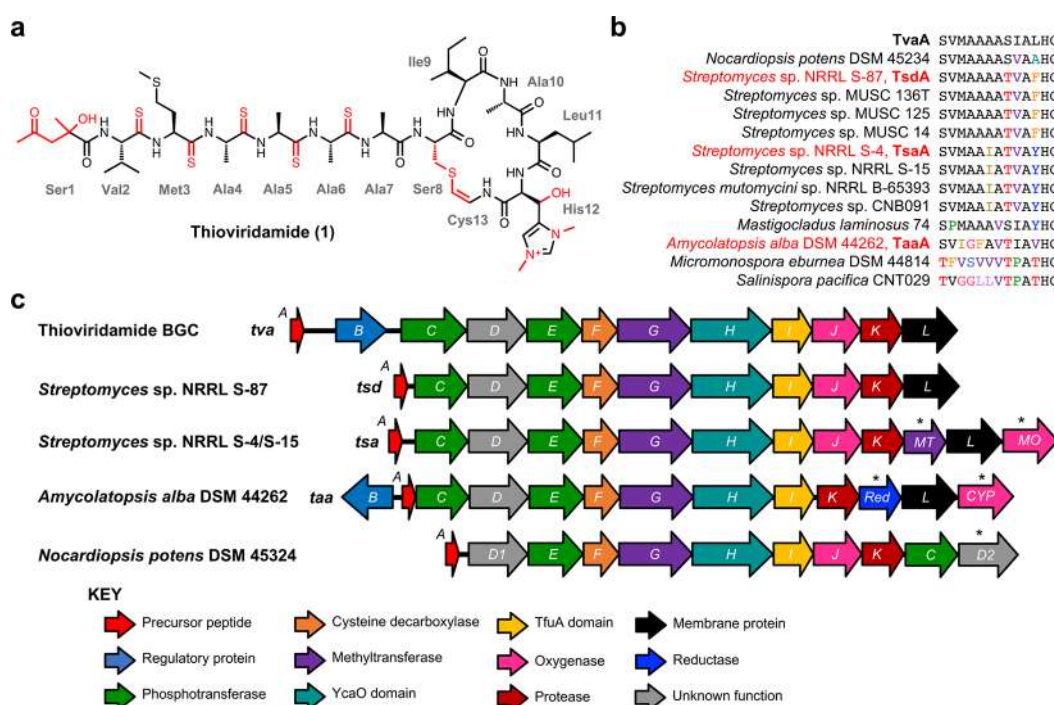 a
Ile9
Ala10
Leu11
His12
Cys13
Ser1 Val2 Met3 Ala4 Ala5 Ala6 Ala7 Ser8
O OH O S S S S S O H N NH HN N N+
Thioviridamide (1)
b
TvaA SVMAAAASIALHC
Nocardiopsis potens DSM 45234 SVMAAAASVAAHC
Streptomyces sp. NRRL S-87, TsdA SVMAAAATVAFHC
Streptomyces sp. MUSC 136T SVMAAAATVAFHC
Streptomyces sp. MUSC 125 SVMAAAATVAFHC
Streptomyces sp. MUSC 14 SVMAAAATVAFHC
Streptomyces sp. NRRL S-4, TsaA SVMAAIATVAYHC
Streptomyces sp. NRRL S-15 SVMAAIATVAYHC
Streptomyces mutomycini sp. NRRL B-65393 SVMAAIATVAYHC
Streptomyces sp. CNB091 SVMAAIATVAYHC
Mastigocladus laminosus 74 SPMAAAVSIAYHC
Amycolatopsis alba DSM 44262, TaaA SVIGFAVTIAVHC
Micromonospora eburnea DSM 44814 TFVSVVVTPATHC
Salinispora pacifica CNT029 TVGGLLVTPATHC
c
Thioviridamide BGC tva A B C D E F G H I J K L
Streptomyces sp. NRRL S-87 tsd A C D E F G H I J K L
Streptomyces sp. NRRL S-4/S-15 tsa A C D E F G H I J K * MT L * MO
Amycolatopsis alba DSM 44262 taa B A C D E F G H I K * Red L * CYP
Nocardiopsis potens DSM 45324 A D1 E F G H I J K C * D2
KEY
Precursor peptide Cysteine decarboxylase TfuA domain Membrane protein
Regulatory protein Methyltransferase Oxygenase Reductase
Phosphotransferase YcaO domain Protease Unknown function